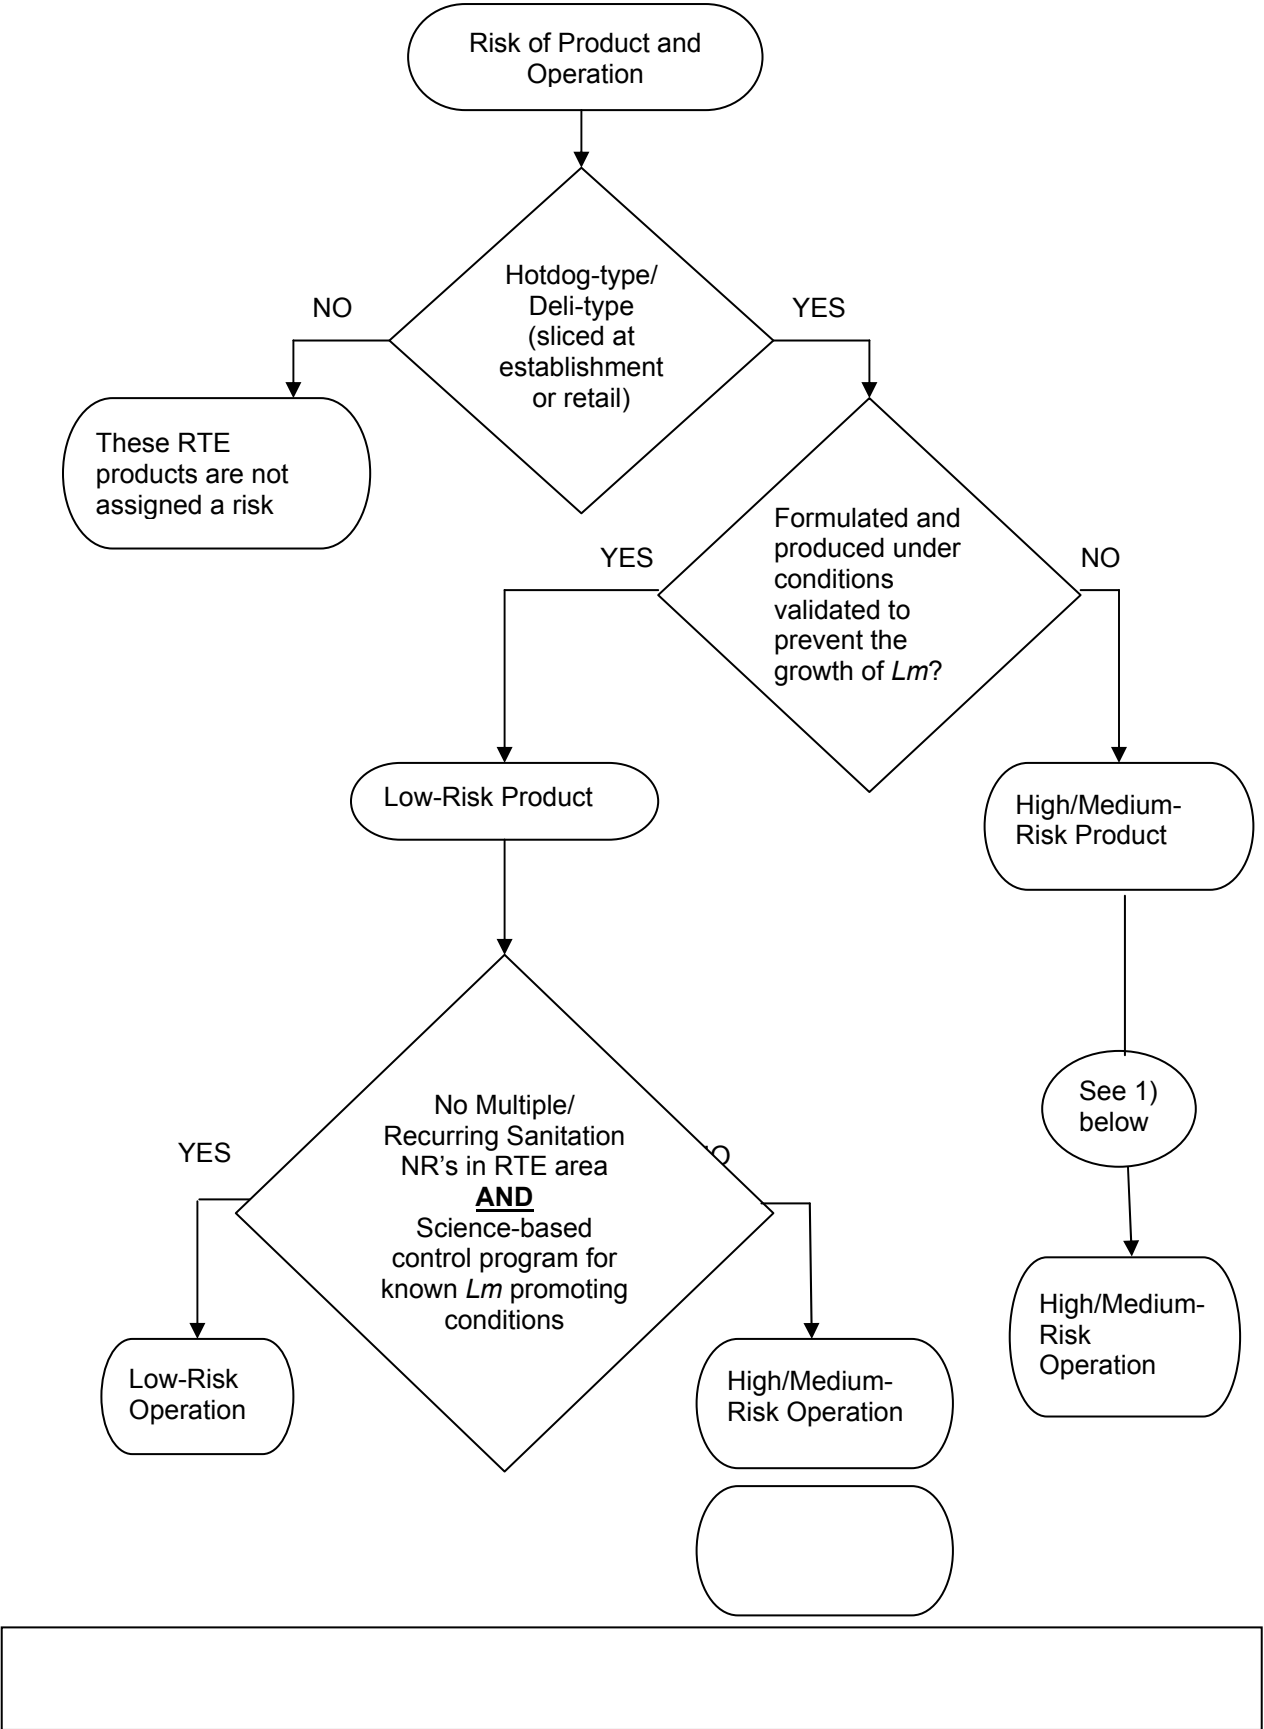 Risk of Product and
Operation
Hotdog-type/
Deli-type
(sliced at
establishment
or retail)
NO
YES
These RTE
products are not
assigned a risk
Formulated and
produced under
conditions
validated to
prevent the
growth of Lm?
YES
NO
Low-Risk Product
High/Medium-
Risk Product
See 1)
below
No Multiple/
Recurring Sanitation
NR's in RTE area
AND
Science-based
control program for
known Lm promoting
conditions
YES
Low-Risk
Operation
High/Medium-
Risk Operation
High/Medium-
Risk
Operation